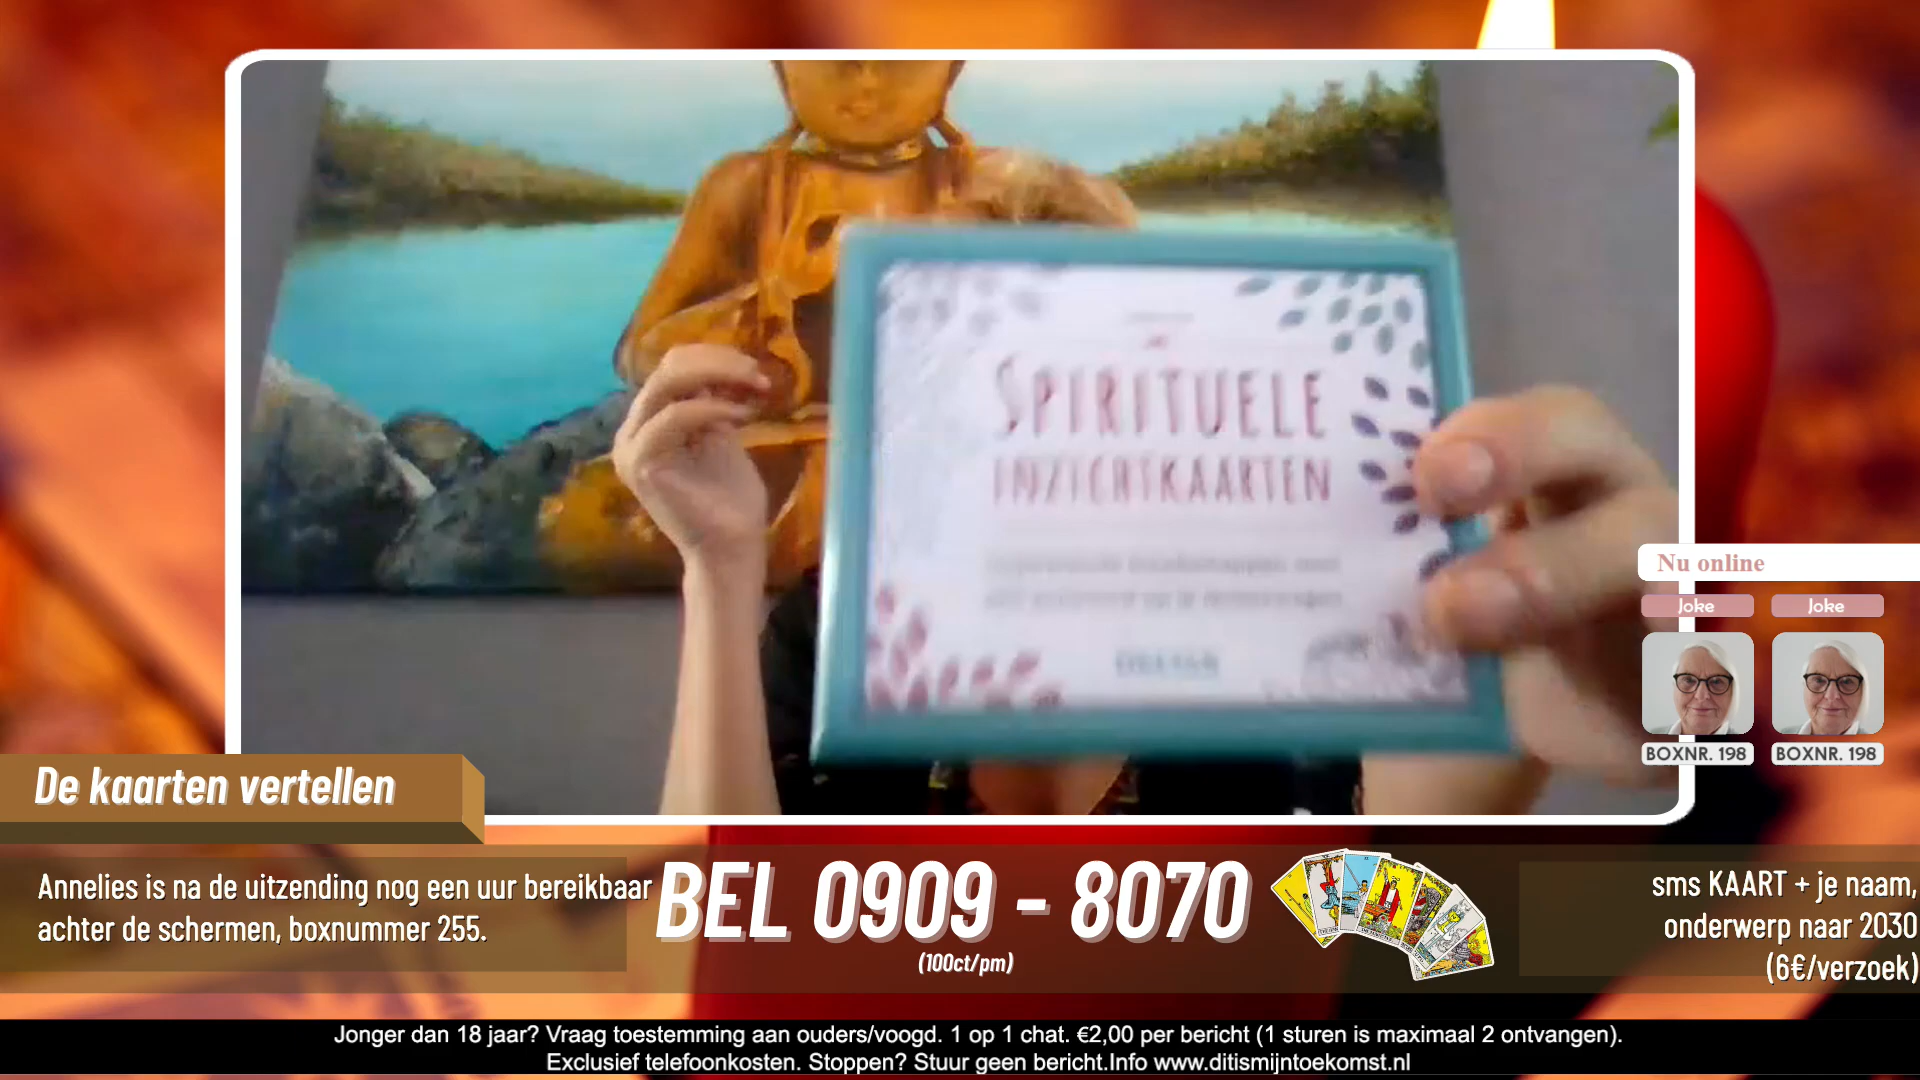 SPIRITUELE
INZICHTKAARTEN
Nu online
Joke
Joke
BOXNR. 198
BOXNR. 198
De kaarten vertellen
Annelies is na de uitzending nog een uur bereikbaar
achter de schermen, boxnummer 255.
BEL 0909 - 8070
(100ct/pm)
sms KAART + je naam,
onderwerp naar 2030
(6€/verzoek)
Jonger dan 18 jaar? Vraag toestemming aan ouders/voogd. 1 op 1 chat. €2,00 per bericht (1 sturen is maximaal 2 ontvangen).
Exclusief telefoonkosten. Stoppen? Stuur geen bericht.Info www.ditismijntoekomst.nl